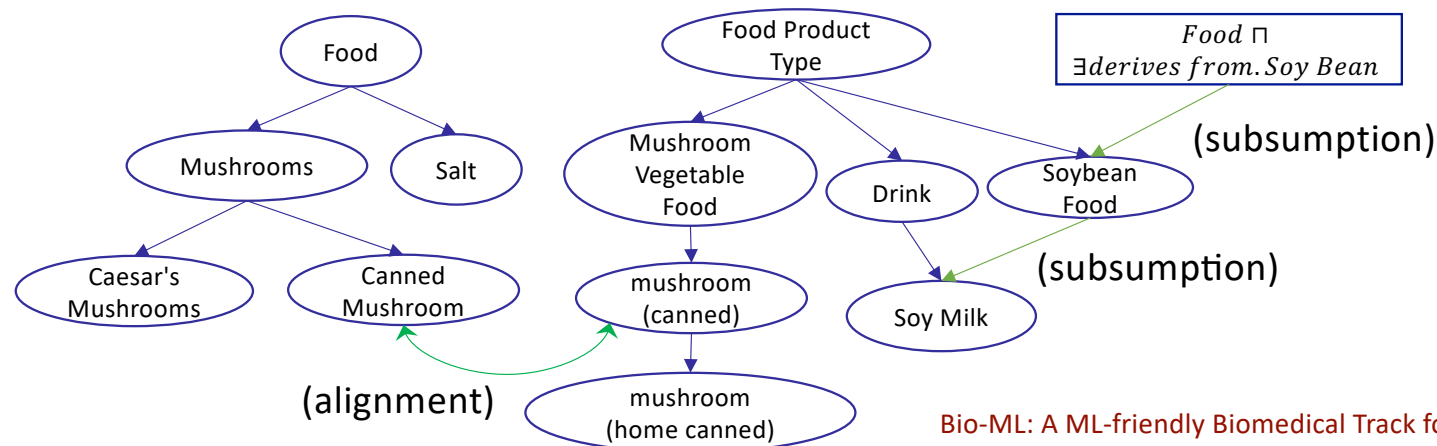 Food
Food Product
Type
Food ⊓
∃derives from. Soy Bean
(subsumption)
Mushrooms
Salt
Mushroom
Vegetable
Food
Drink
Soybean
Food
(subsumption)
Caesar's
Mushrooms
Canned
Mushroom
mushroom
(canned)
Soy Milk
(alignment)
mushroom
(home canned)
Bio-ML: A ML-friendly Biomedical Track fo